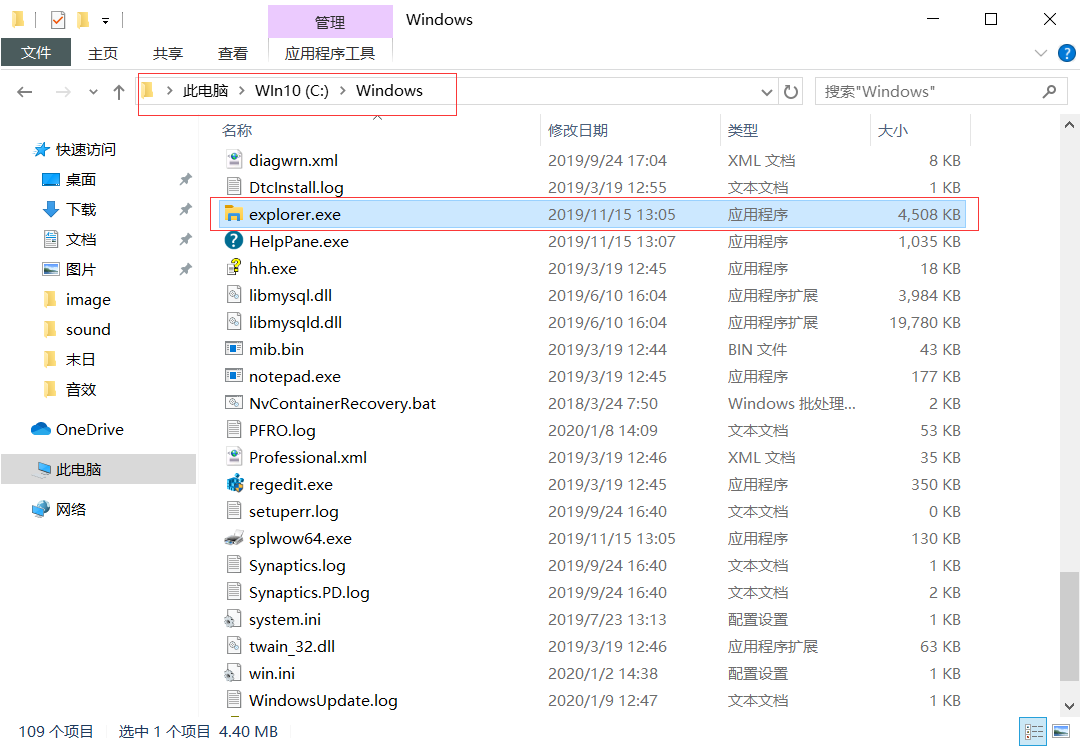 管理 Windows
文件 主页 共享 查看 应用程序工具
此电脑 WIn10 (C:) Windows 搜索"Windows"
名称 修改日期 类型 大小
快速访问
桌面
下载
文档
图片
image
sound
末日
音效
OneDrive
此电脑
网络
diagwrn.xml 2019/9/24 17:04 XML 文档 8 KB
DtcInstall.log 2019/3/19 12:55 文本文档 1 KB
explorer.exe 2019/11/15 13:05 应用程序 4,508 KB
HelpPane.exe 2019/11/15 13:07 应用程序 1,035 KB
hh.exe 2019/3/19 12:45 应用程序 18 KB
libmysql.dll 2019/6/10 16:04 应用程序扩展 3,984 KB
libmysqld.dll 2019/6/10 16:04 应用程序扩展 19,780 KB
mib.bin 2019/3/19 12:44 BIN 文件 43 KB
notepad.exe 2019/3/19 12:45 应用程序 177 KB
NvContainerRecovery.bat 2018/3/24 7:50 Windows 批处理... 2 KB
PFRO.log 2020/1/8 14:09 文本文档 53 KB
Professional.xml 2019/3/19 12:46 XML 文档 35 KB
regedit.exe 2019/3/19 12:45 应用程序 350 KB
setuperr.log 2019/9/24 16:40 文本文档 0 KB
splwow64.exe 2019/11/15 13:05 应用程序 130 KB
Synaptics.log 2019/9/24 16:40 文本文档 1 KB
Synaptics.PD.log 2019/9/24 16:40 文本文档 2 KB
system.ini 2019/7/23 13:13 配置设置 1 KB
twain_32.dll 2019/3/19 12:46 应用程序扩展 63 KB
win.ini 2020/1/2 14:38 配置设置 1 KB
WindowsUpdate.log 2020/1/9 12:47 文本文档 1 KB
109 个项目 选中 1 个项目 4.40 MB